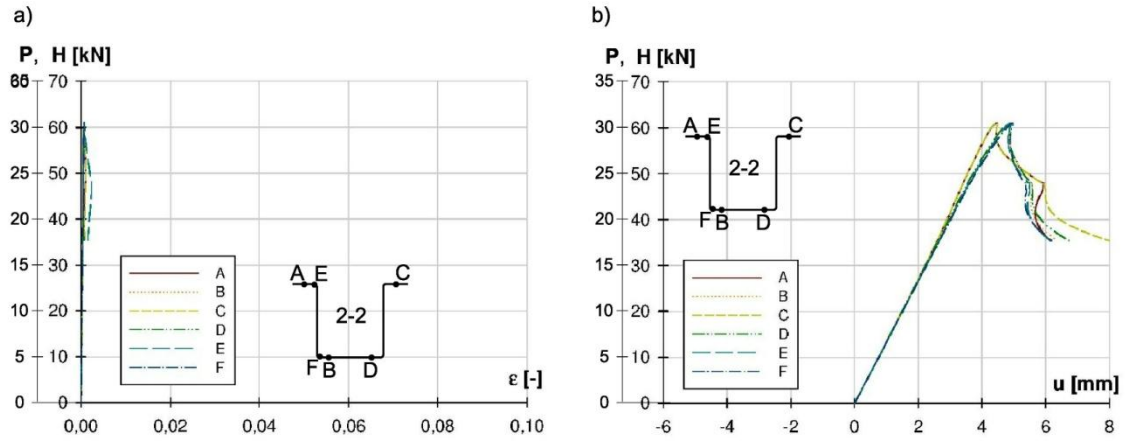 a)
P, H [kN]
65 70
30 60
25 50
20 40
15 30
10 20
5 10
0 0
0,00 0,02 0,04 0,06 0,08 0,10
ε [-]
A
B
C
D
E
F
A E C
2-2
F B D
b)
P, H [kN]
35 70
30 60
25 50
20 40
15 30
10 20
5 10
0 0
-6 -4 -2 0 2 4 6 8
u [mm]
A E C
2-2
F B D
A
B
C
D
E
F